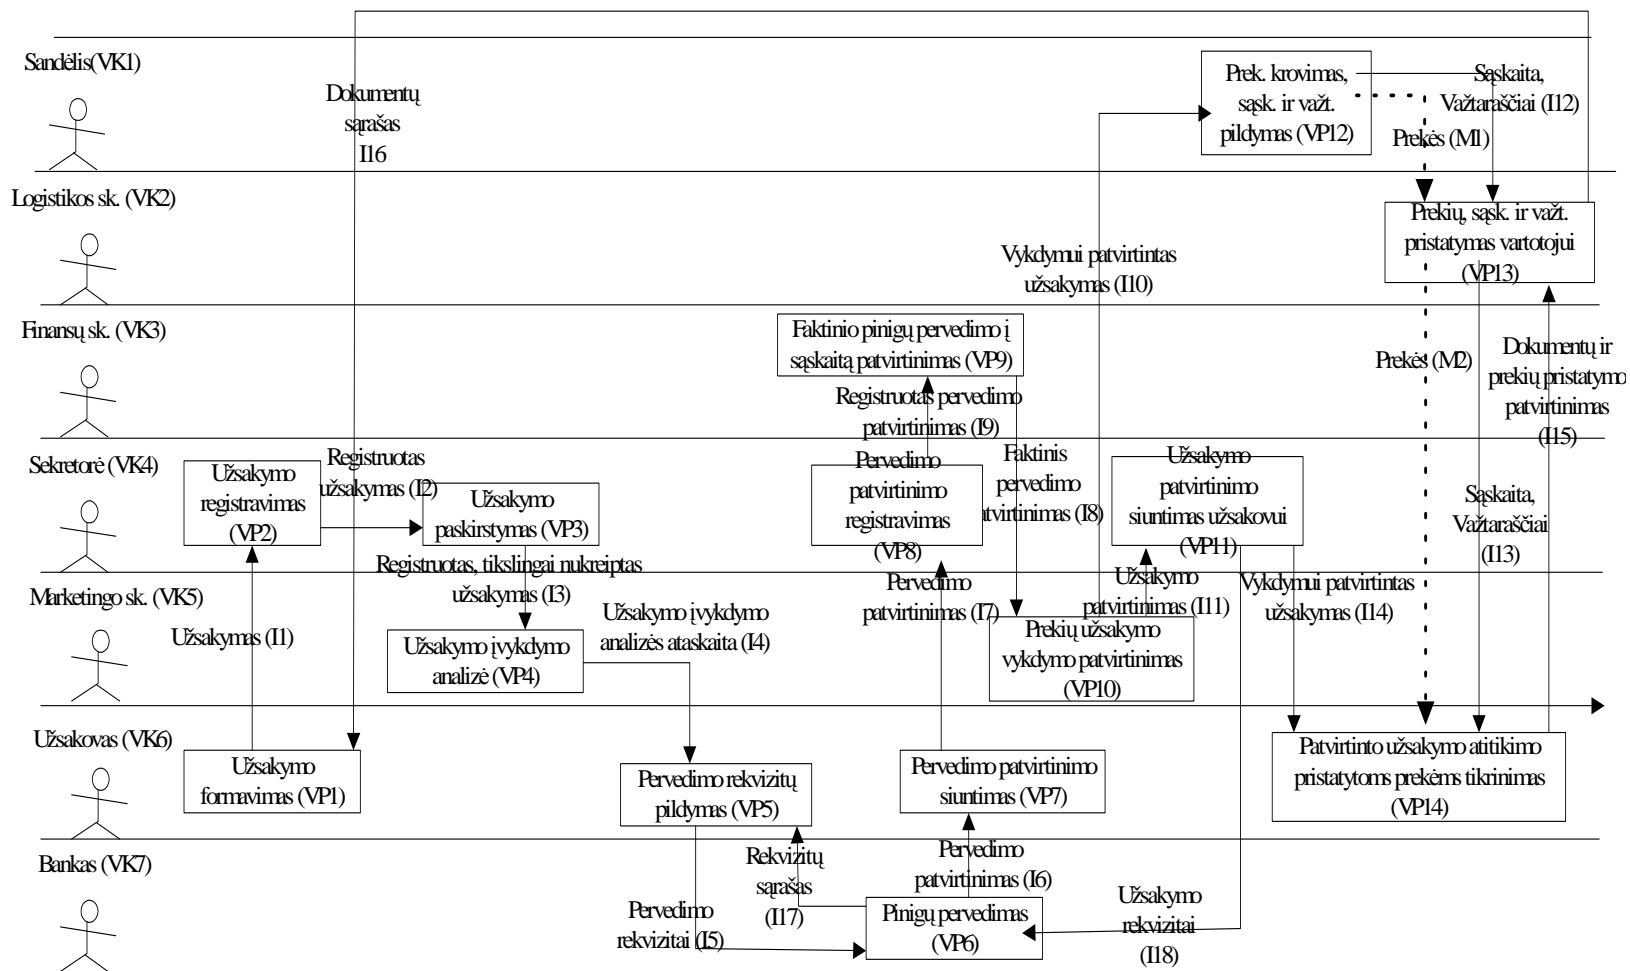 Sandėlis(VK1)
Dokumentų
sąrašas
I16
Prek. krovimas,
sąsk. ir važt.
pildymas (VP12)
Sąskaita,
Važtaraščiai (I12)
Prekės (M1)
Logistikos sk. (VK2)
Prekių, sąsk. ir važt.
pristatymas vartotojui
(VP13)
Vykdymui patvirtintas
užsakymas (I10)
Finansų sk. (VK3)
Faktinio pinigų pervedimo į
sąskaitą patvirtinimas (VP9)
Prekės (M2)
Dokumentų ir
prekių pristatymo
patvirtinimas
(I15)
Registruotas pervedimo
patvirtinimas (I9)
Sekretorė (VK4)
Užsakymo
registravimas
(VP2)
Registruotas
užsakymas (I2)
Užsakymo
paskirstymas (VP3)
Pervedimo
patvirtinimo
registravimas
(VP8)
Faktinis
pervedimo
patvirtinimas (I8)
Užsakymo
patvirtinimo
siuntimas užsakovui
(VP11)
Sąskaita,
Važtaraščiai
(I13)
Registruotas, tikslingai nukreiptas
užsakymas (I3)
Marketingo sk. (VK5)
Užsakymas (I1)
Užsakymo įvykdymo
analizės ataskaita (I4)
Užsakymo įvykdymo
analizė (VP4)
Pervedimo
patvirtinimas (I7)
Užsakymo
patvirtinimas (I11)
Vykdymui patvirtintas
užsakymas (I14)
Prekių užsakymo
vykdymo patvirtinimas
(VP10)
Užsakovas (VK6)
Užsakymo
formavimas (VP1)
Pervedimo rekvizitų
pildymas (VP5)
Pervedimo patvirtinimo
siuntimas (VP7)
Patvirtinto užsakymo atitikimo
pristatytoms prekėms tikrinimas
(VP14)
Bankas (VK7)
Rekvizitų
sąrašas
(I17)
Pervedimo
patvirtinimas (I6)
Pervedimo
rekvizitai (I5)
Pinigų pervedimas
(VP6)
Užsakymo
rekvizitai
(I18)